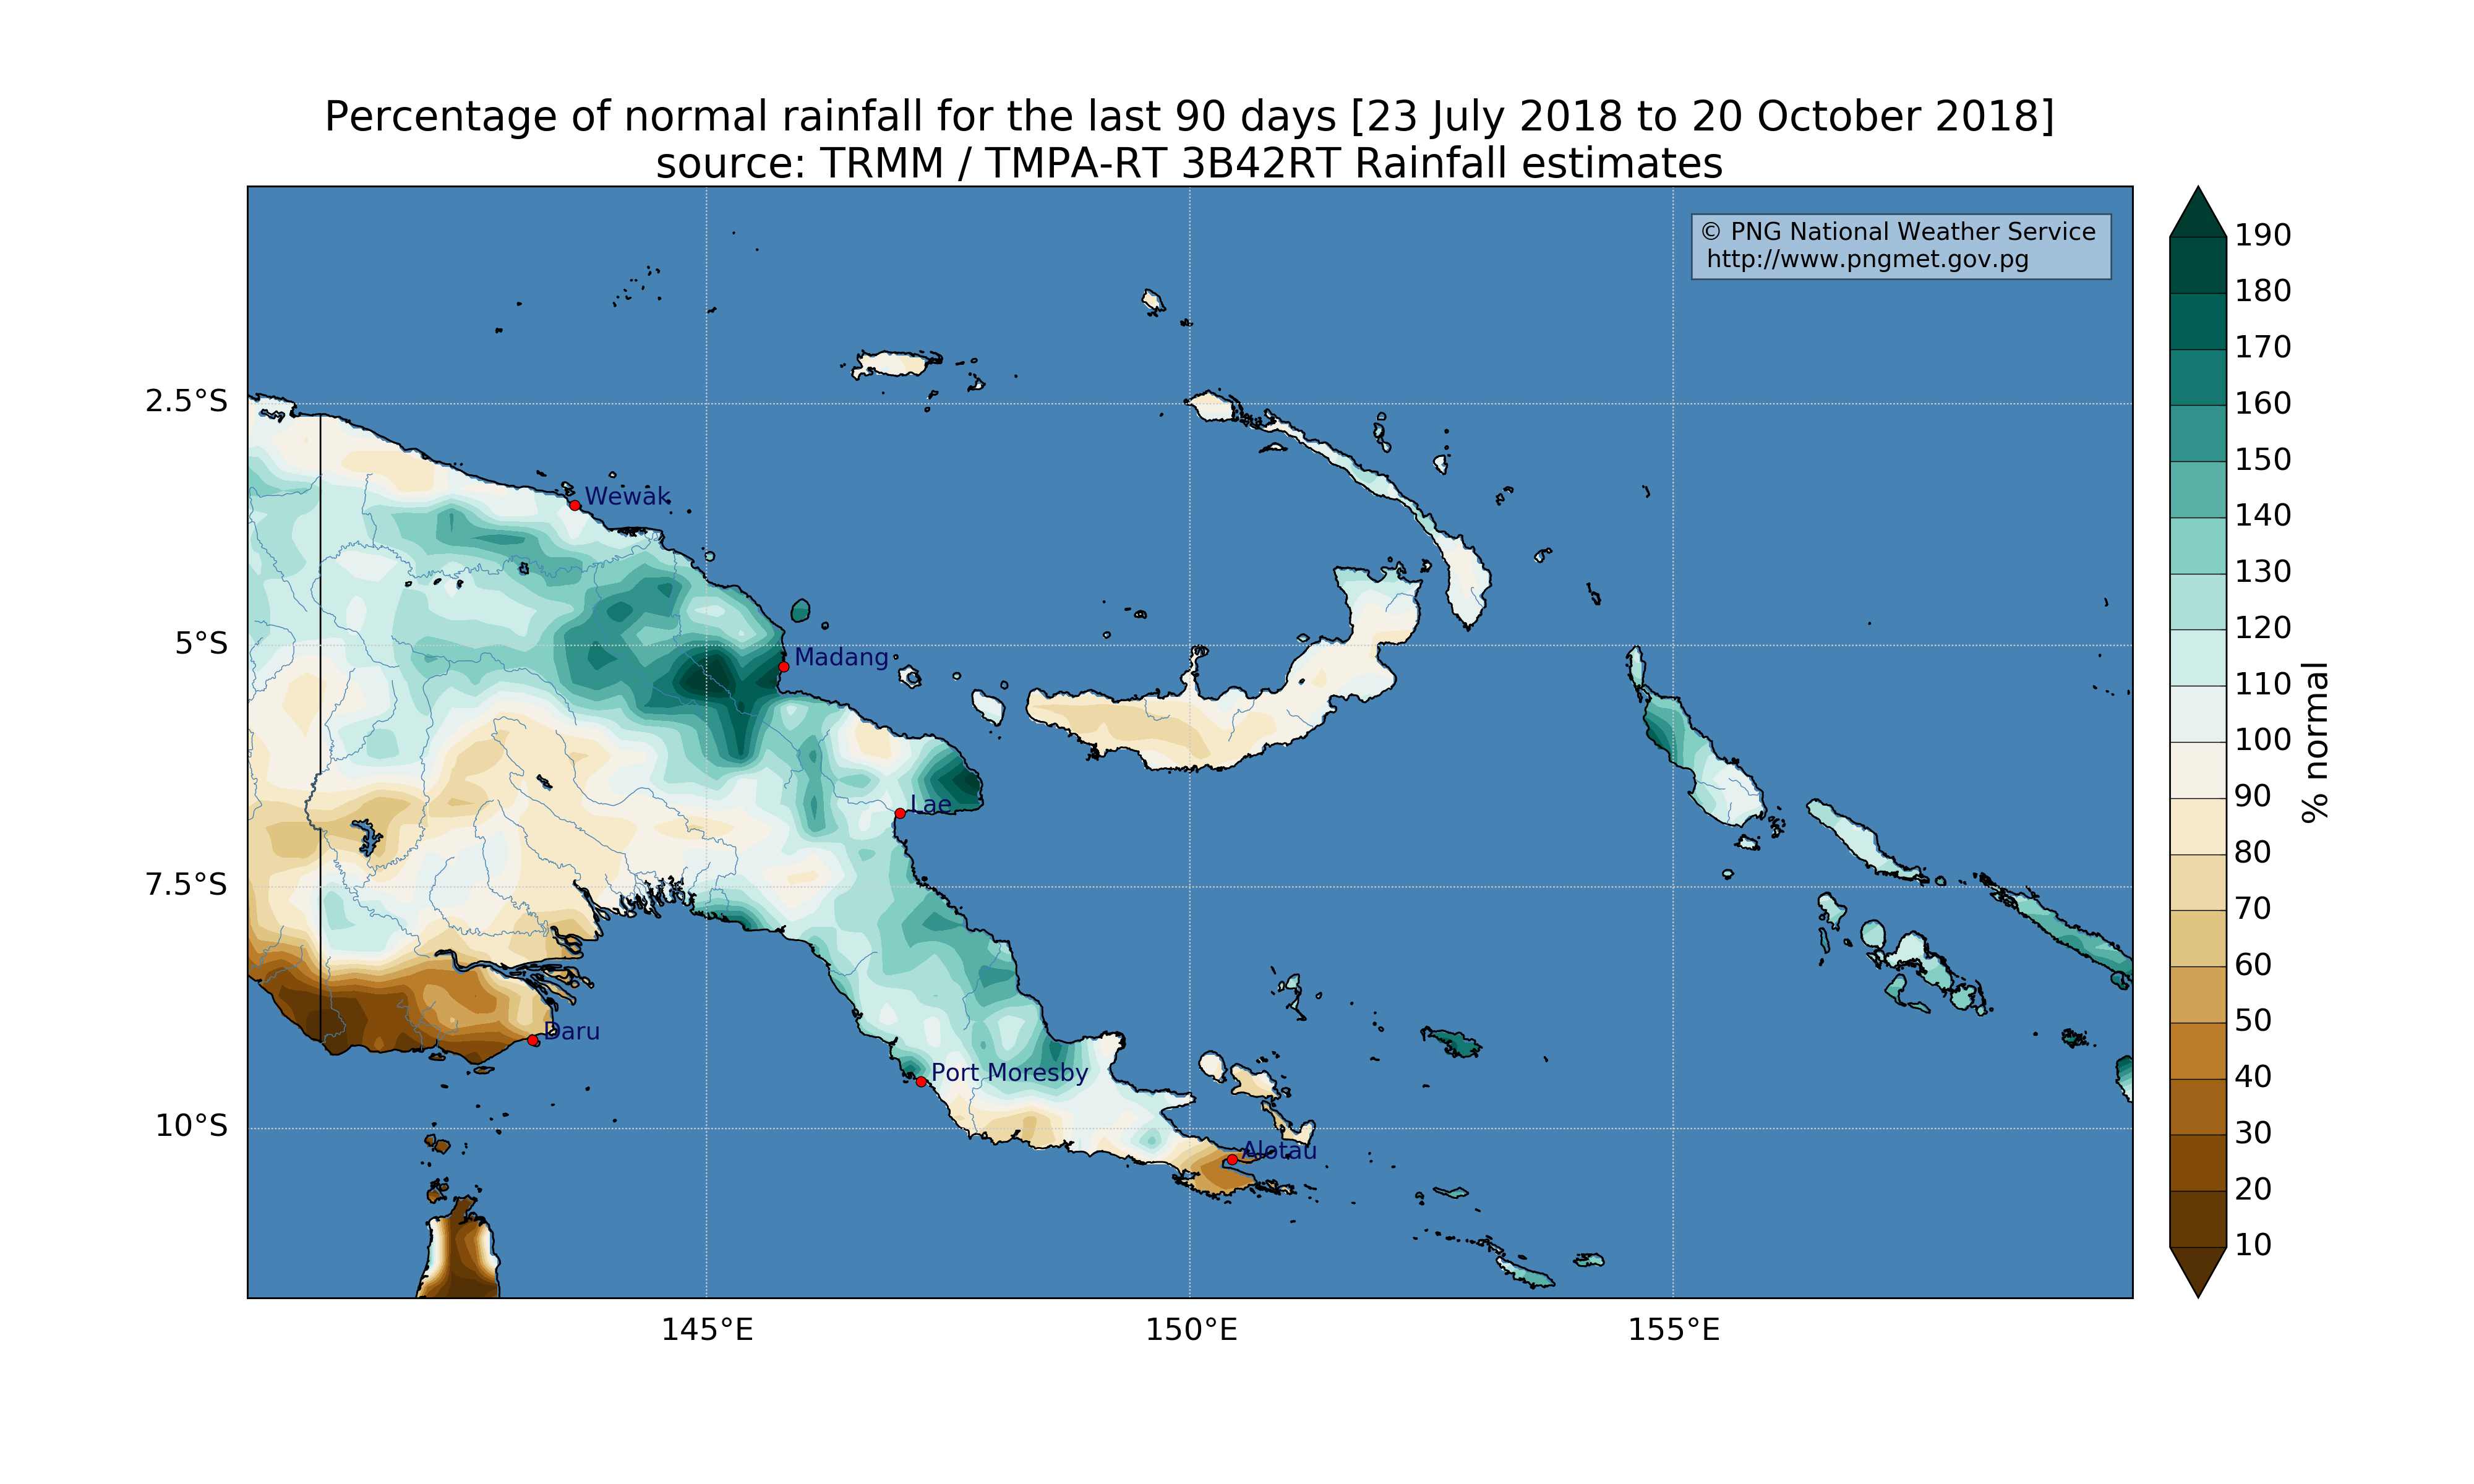 Percentage of normal rainfall for the last 90 days [23 July 2018 to 20 October 2018]
source: TRMM / TMPA-RT 3B42RT Rainfall estimates
© PNG National Weather Service
http://www.pngmet.gov.pg
190
180
170
160
150
140
130
120
110
100
90
80
70
60
50
40
30
20
10
% normal
2.5°S
5°S
7.5°S
10°S
Wewak
Madang
Lae
Daru
Port Moresby
Alotau
145°E
150°E
155°E